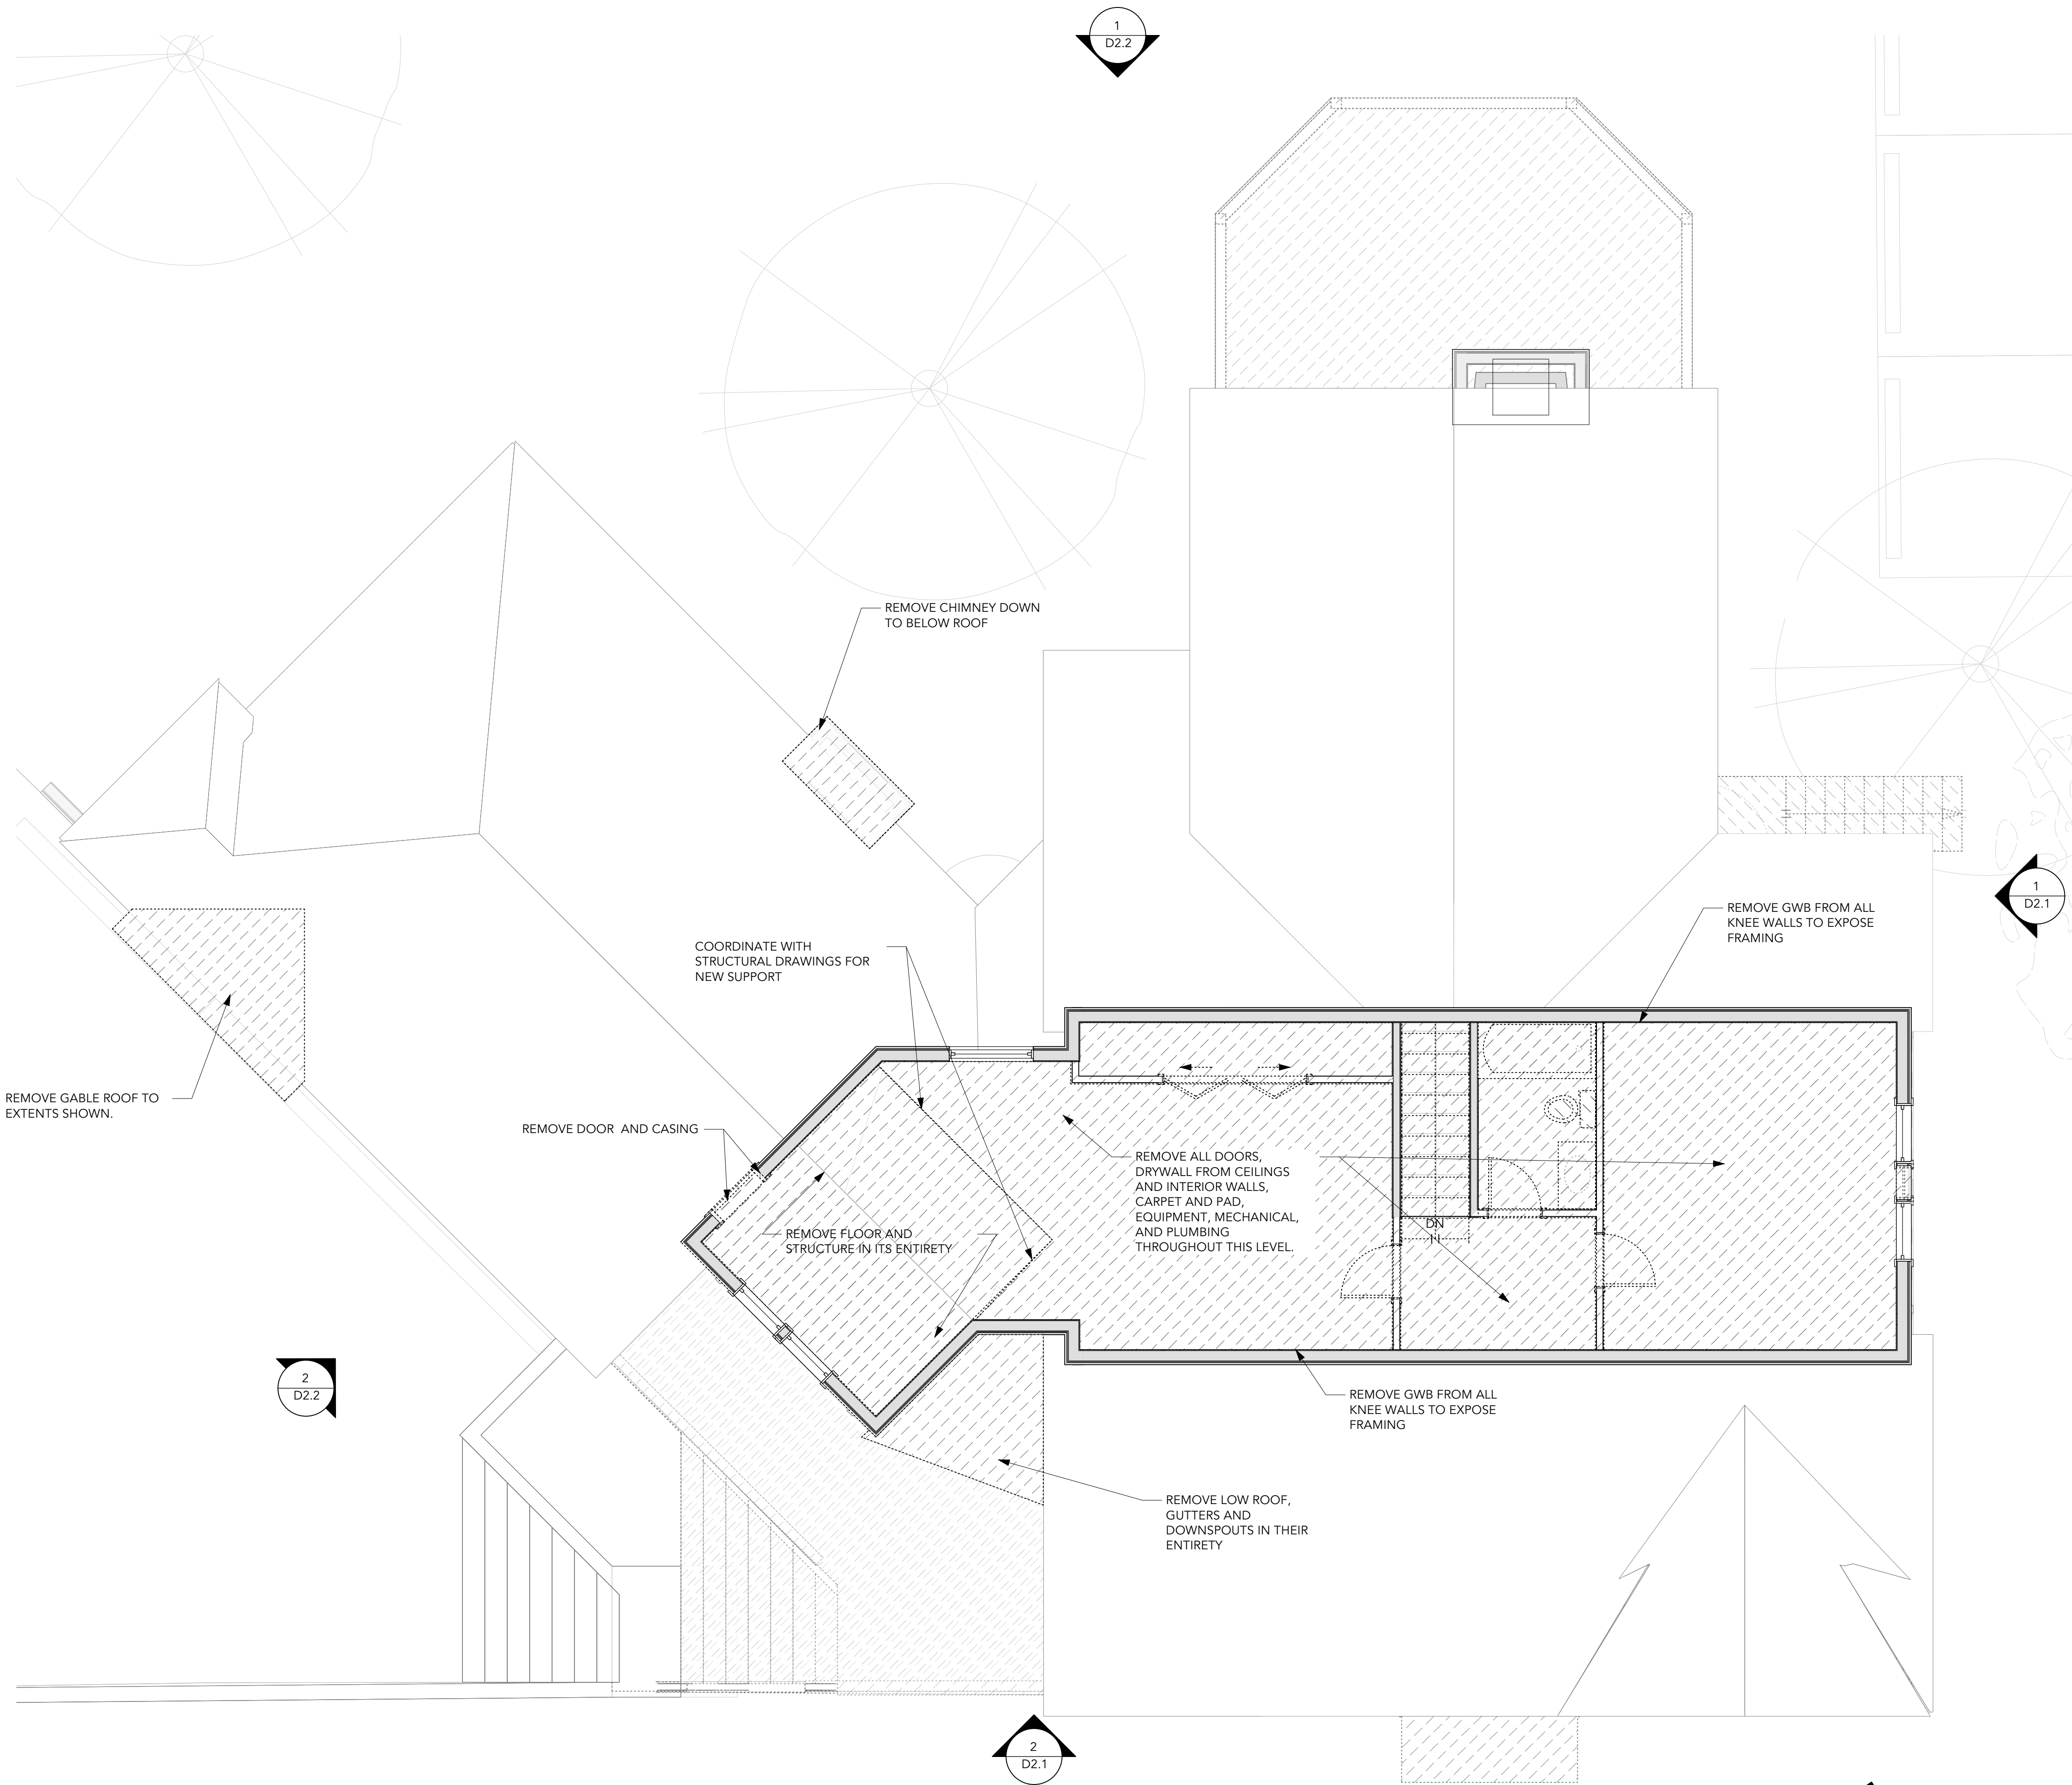 1
D2.2
REMOVE CHIMNEY DOWN
TO BELOW ROOF
1
D2.1
REMOVE GWB FROM ALL
KNEE WALLS TO EXPOSE
FRAMING
COORDINATE WITH
STRUCTURAL DRAWINGS FOR
NEW SUPPORT
REMOVE GABLE ROOF TO
EXTENTS SHOWN.
REMOVE DOOR AND CASING
REMOVE ALL DOORS,
DRYWALL FROM CEILINGS
AND INTERIOR WALLS,
CARPET AND PAD,
EQUIPMENT, MECHANICAL,
AND PLUMBING
THROUGHOUT THIS LEVEL.
DN
REMOVE FLOOR AND
STRUCTURE IN ITS ENTIRETY
2
D2.2
REMOVE GWB FROM ALL
KNEE WALLS TO EXPOSE
FRAMING
REMOVE LOW ROOF,
GUTTERS AND
DOWNSPOUTS IN THEIR
ENTIRETY
2
D2.1